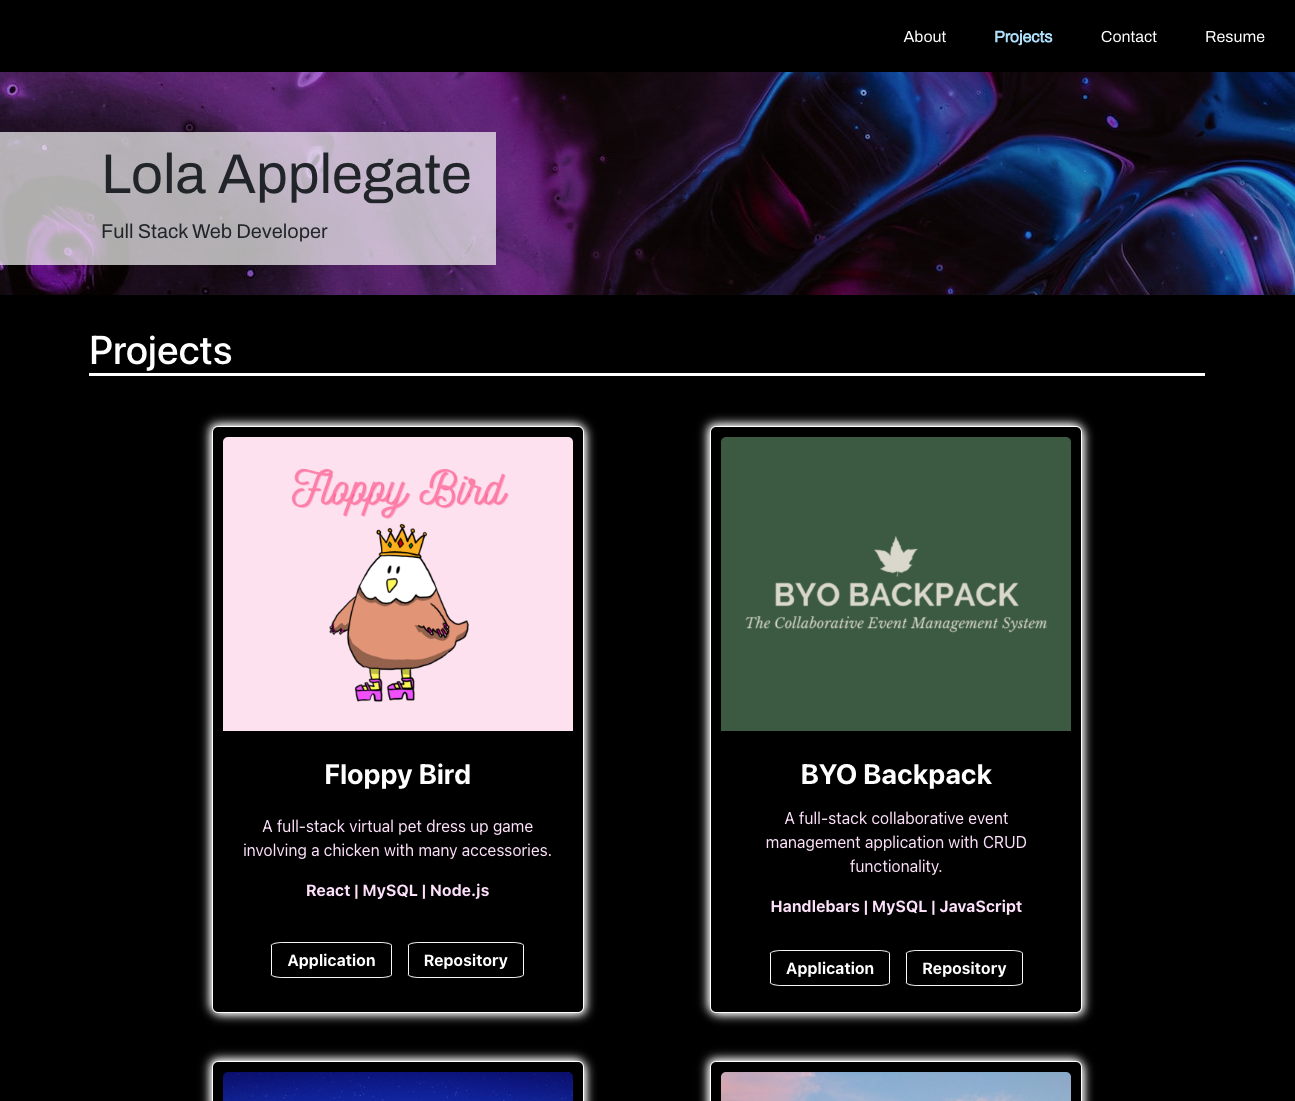 About
Projects
Contact
Resume
Lola Applegate
Full Stack Web Developer
Projects
Floppy Bird
BYO BACKPACK
The Collaborative Event Management System
Floppy Bird
A full-stack virtual pet dress up game
involving a chicken with many accessories.
React | MySQL | Node.js
Application
Repository
BYO Backpack
A full-stack collaborative event
management application with CRUD
functionality.
Handlebars | MySQL | JavaScript
Application
Repository